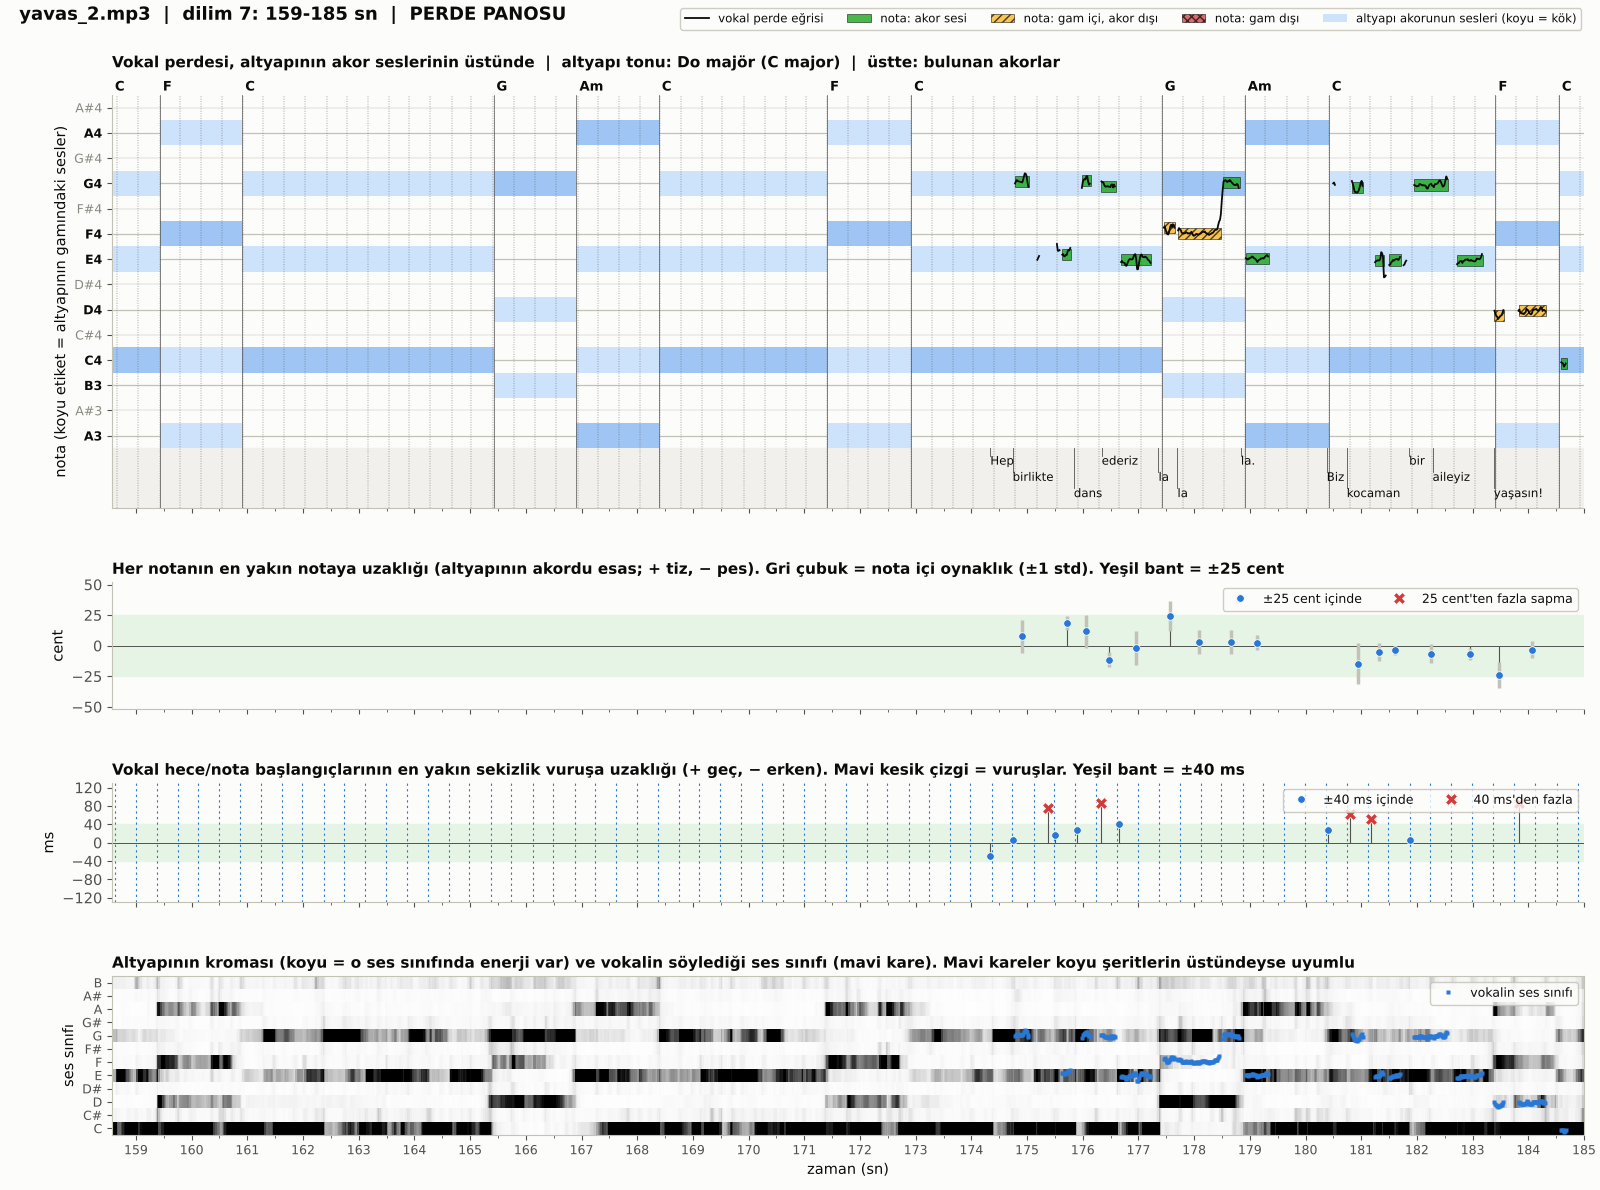 yavas_2.mp3 | dilim 7: 159-185 sn | PERDE PANOSU
vokal perde eğrisi
nota: akor sesi
nota: gam içi, akor dışı
nota: gam dışı
altyapı akorunun sesleri (koyu = kök)
Vokal perdesi, altyapının akor seslerinin üstünde | altyapı tonu: Do majör (C major) | üstte: bulunan akorlar
C F C G Am C F C G Am C F C
nota (koyu etiket = altyapının gamındaki sesler)
A#4
A4
G#4
G4
F#4
F4
E4
D#4
D4
C#4
C4
B3
A#3
A3
Hep ederiz la. bir
birlikte la Biz aileyiz
dans la kocaman yaşasın!
Her notanın en yakın notaya uzaklığı (altyapının akordu esas; + tiz, − pes). Gri çubuk = nota içi oynaklık (±1 std). Yeşil bant = ±25 cent
cent
50
25
0
−25
−50
±25 cent içinde
25 cent'ten fazla sapma
Vokal hece/nota başlangıçlarının en yakın sekizlik vuruşa uzaklığı (+ geç, − erken). Mavi kesik çizgi = vuruşlar. Yeşil bant = ±40 ms
ms
120
80
40
0
−40
−80
−120
±40 ms içinde
40 ms'den fazla
Altyapının kroması (koyu = o ses sınıfında enerji var) ve vokalin söylediği ses sınıfı (mavi kare). Mavi kareler koyu şeritlerin üstündeyse uyumlu
ses sınıfı
B
A#
A
G#
G
F#
F
E
D#
D
C#
C
vokalin ses sınıfı
159 160 161 162 163 164 165 166 167 168 169 170 171 172 173 174 175 176 177 178 179 180 181 182 183 184 185
zaman (sn)